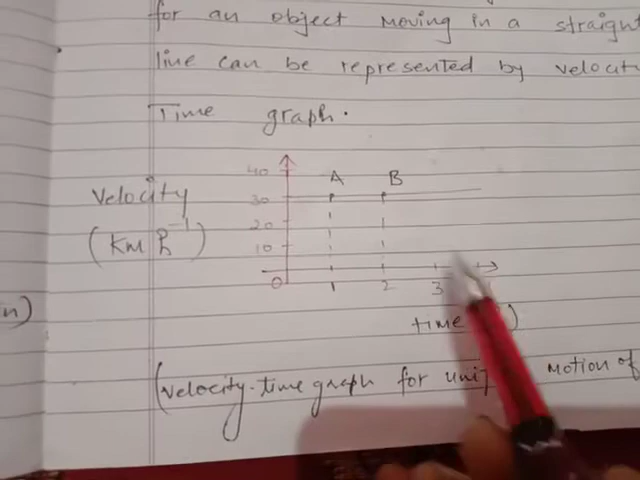 for an object moving in a straight
line can be represented by velocity
Time graph.
40
A B
Velocity
30
20
(Km h⁻¹)
10
0 1 2 3
n)
time )
(velocity-time graph for motion of